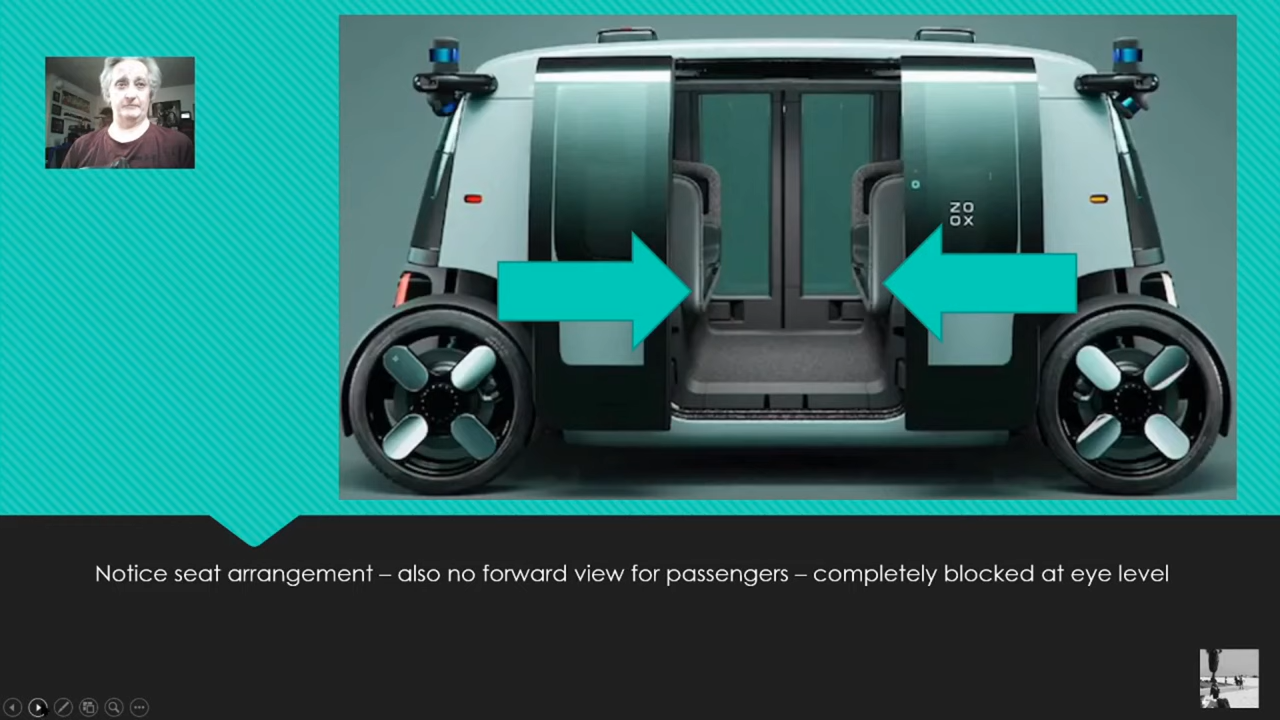 ZO
OX
Notice seat arrangement – also no forward view for passengers – completely blocked at eye level